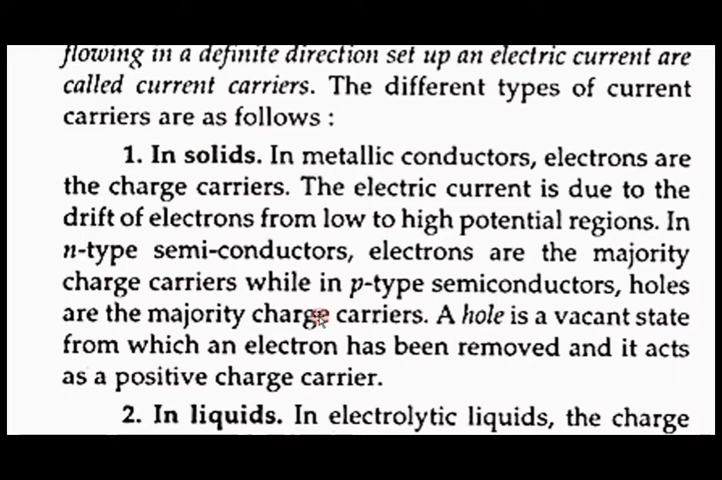 flowing in a definite direction set up an electric current are
called current carriers. The different types of current
carriers are as follows :
1. In solids. In metallic conductors, electrons are
the charge carriers. The electric current is due to the
drift of electrons from low to high potential regions. In
n-type semi-conductors, electrons are the majority
charge carriers while in p-type semiconductors, holes
are the majority charge carriers. A hole is a vacant state
from which an electron has been removed and it acts
as a positive charge carrier.
2. In liquids. In electrolytic liquids, the charge